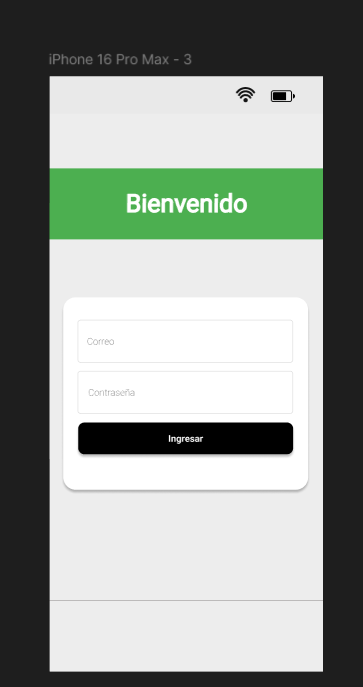 iPhone 16 Pro Max - 3
Bienvenido
Correo
Contraseña
Ingresar